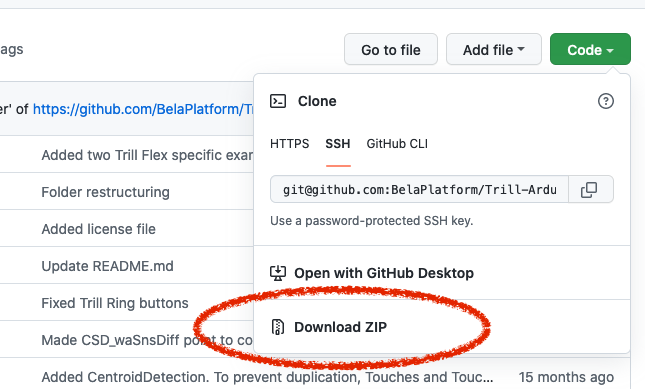 ags
Go to file
Add file
Code
er' of https://github.com/BelaPlatform/Tr
Clone
HTTPS
SSH
GitHub CLI
Added two Trill Flex specific exa
git@github.com:BelaPlatform/Trill-Ardu
Folder restructuring
Use a password-protected SSH key.
Added license file
Update README.md
Open with GitHub Desktop
Fixed Trill Ring buttons
Download ZIP
Made CSD_waSnsDiff point to co
Added CentroidDetection. To prevent duplication, Touches and Touc...
15 months ago